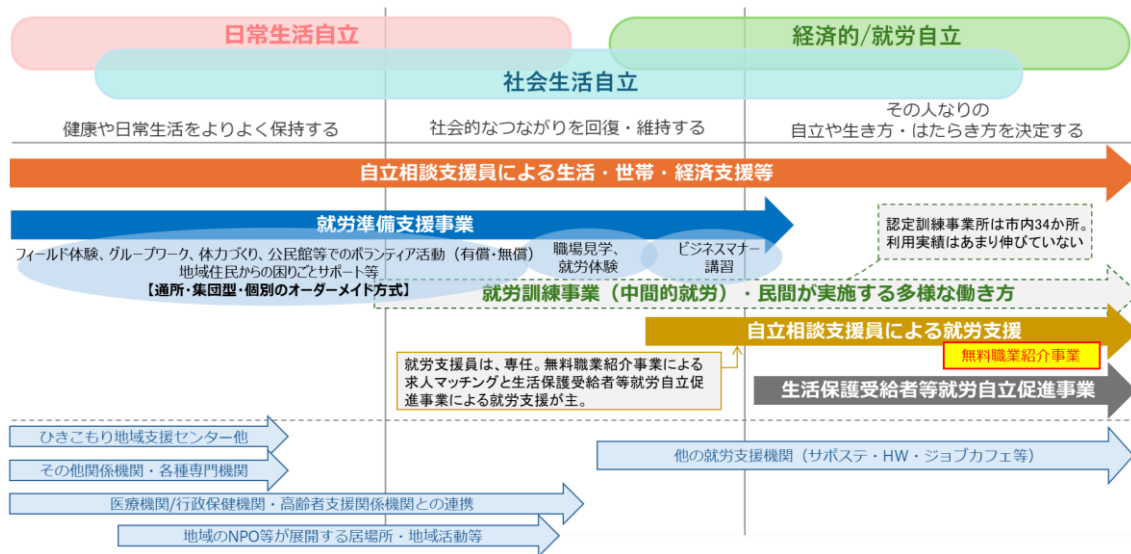 日常生活自立
経済的/就労自立
社会生活自立
健康や日常生活をよりよく保持する
社会的なつながりを回復・維持する
その人なりの
自立や生き方・はたらき方を決定する
自立相談支援員による生活・世帯・経済支援等
就労準備支援事業
認定訓練事業所は市内34か所。
利用実績はあまり伸びていない
フィールド体験、グループワーク、体力づくり、公民館等でのボランティア活動（有償・無償）
地域住民からの困りごとサポート等
【通所・集団型・個別のオーダーメイド方式】
職場見学、
就労体験
ビジネスマナー
講習
就労訓練事業（中間的就労）・民間が実施する多様な働き方
自立相談支援員による就労支援
無料職業紹介事業
就労支援員は、専任。無料職業紹介事業による
求人マッチングと生活保護受給者等就労自立促
進事業による就労支援が主。
生活保護受給者等就労自立促進事業
ひきこもり地域支援センター他
その他関係機関・各種専門機関
他の就労支援機関（サポステ・HW・ジョブカフェ等）
医療機関/行政保健機関・高齢者支援関係機関との連携
地域のNPO等が展開する居場所・地域活動等